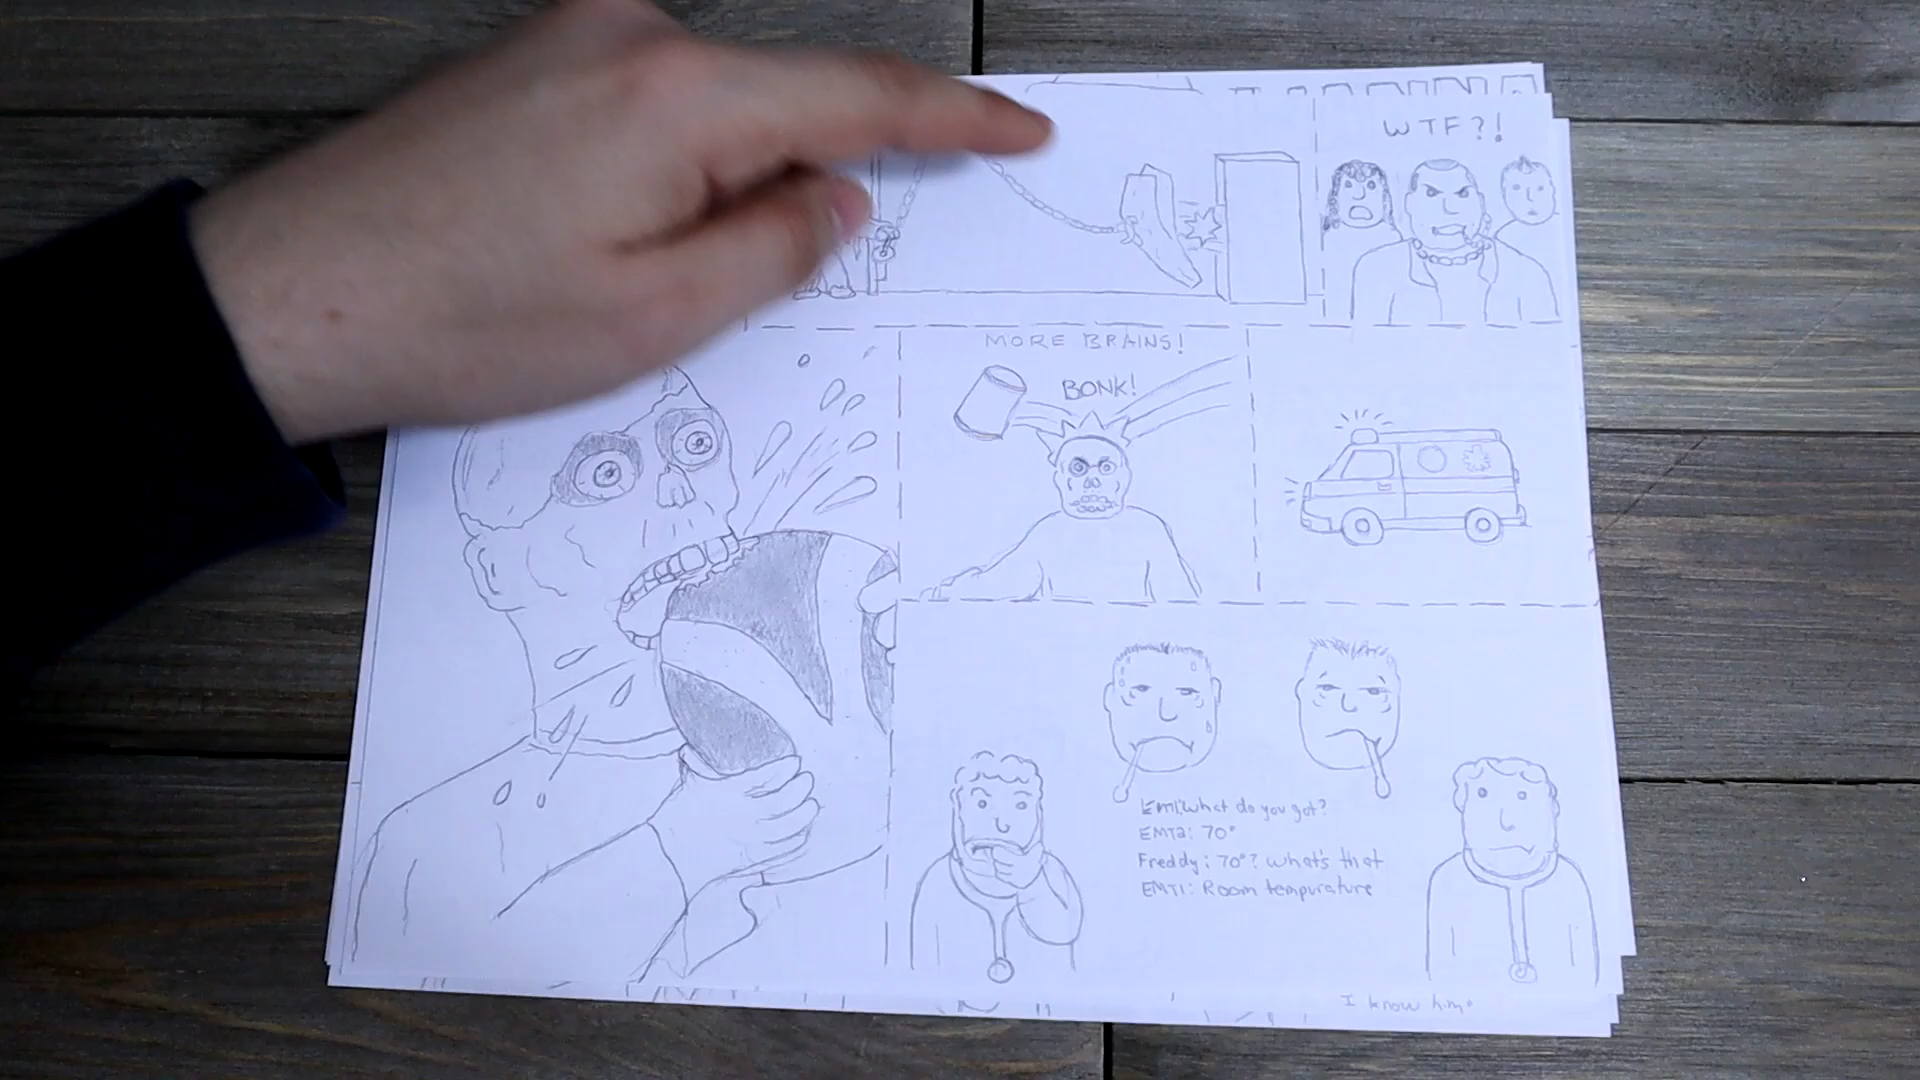 WTF?!
MORE BRAINS!
BONK!
EMT1: what do you got?
EMT2: 70°
Freddy: 70°? what's that
EMT1: Room tempurature
I know him.